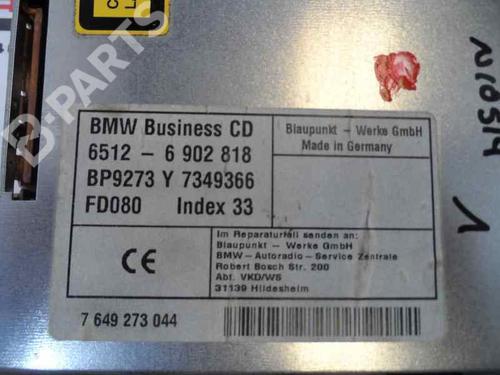 B-PARTS
BMW Business CD
6512 - 6 902 818
BP9273 Y 7349366
FD080 Index 33
Blaupunkt - Werke GmbH
Made in Germany
Im Reparaturfall senden an:
Blaupunkt - Werke GmbH
BMW-Autoradio-Service Zentrale
Robert Bosch Str. 200
Abt. VKD/WS
31139 Hildesheim
CE
7 649 273 044